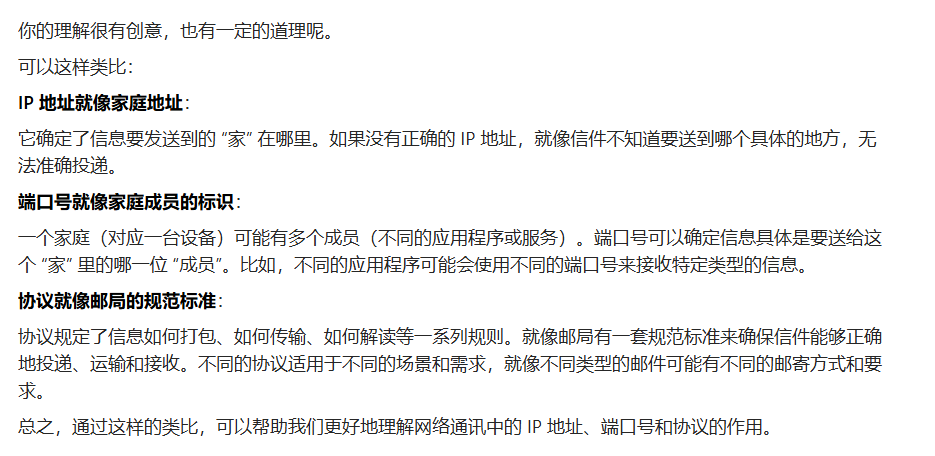 你的理解很有创意，也有一定的道理呢。
可以这样类比：
IP 地址就像家庭地址：
它确定了信息要发送到的 “家” 在哪里。如果没有正确的 IP 地址，就像信件不知道要送到哪个具体的地方，无
法准确投递。
端口号就像家庭成员的标识：
一个家庭（对应一台设备）可能有多个成员（不同的应用程序或服务）。端口号可以确定信息具体是要送给这
个 “家” 里的哪一位 “成员”。比如，不同的应用程序可能会使用不同的端口号来接收特定类型的信息。
协议就像邮局的规范标准：
协议规定了信息如何打包、如何传输、如何解读等一系列规则。就像邮局有一套规范标准来确保信件能够正确
地投递、运输和接收。不同的协议适用于不同的场景和需求，就像不同类型的邮件可能有不同的邮寄方式和要
求。
总之，通过这样的类比，可以帮助我们更好地理解网络通讯中的 IP 地址、端口号和协议的作用。